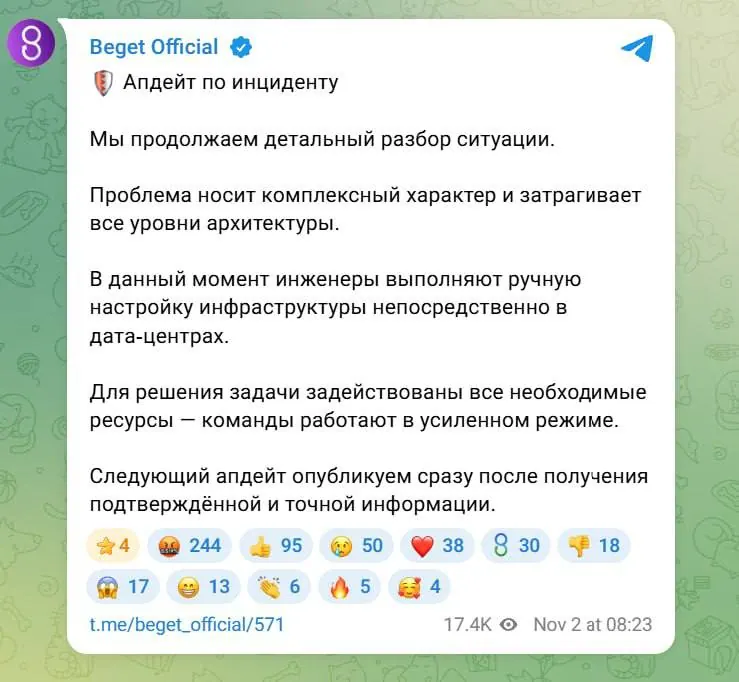 Beget Official
Апдейт по инциденту
Мы продолжаем детальный разбор ситуации.
Проблема носит комплексный характер и затрагивает
все уровни архитектуры.
В данный момент инженеры выполняют ручную
настройку инфраструктуры непосредственно в
дата-центрах.
Для решения задачи задействованы все необходимые
ресурсы — команды работают в усиленном режиме.
Следующий апдейт опубликуем сразу после получения
подтверждённой и точной информации.
4 244 95 50 38 30 18
17 13 6 5 4
t.me/beget_official/571 17.4K Nov 2 at 08:23